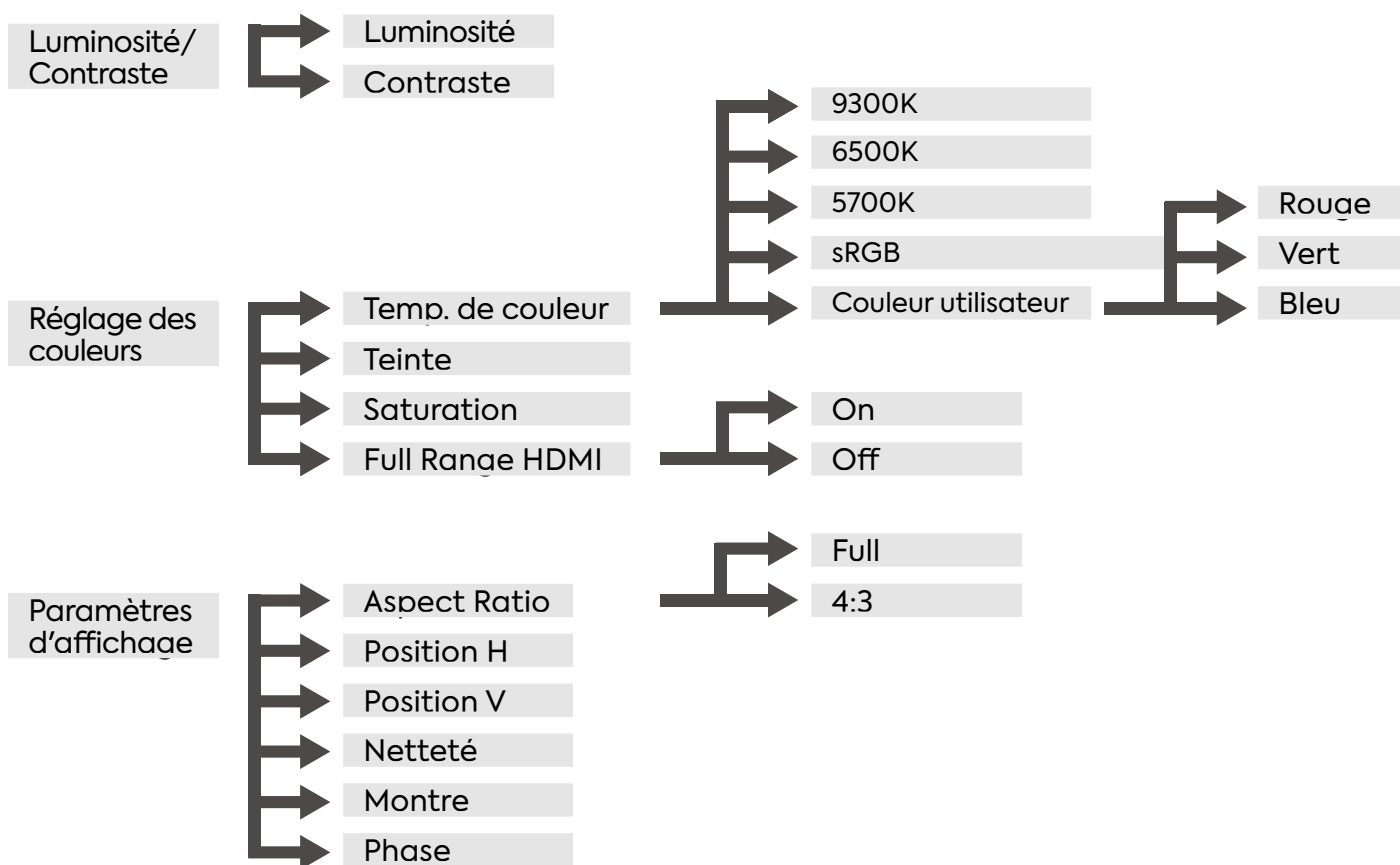 Luminosité/
Contraste
Luminosité
Contraste
Réglage des
couleurs
Temp. de couleur
9300K
6500K
5700K
sRGB
Couleur utilisateur
Rouge
Vert
Bleu
Teinte
Saturation
Full Range HDMI
On
Off
Paramètres
d'affichage
Aspect Ratio
Full
4:3
Position H
Position V
Netteté
Montre
Phase